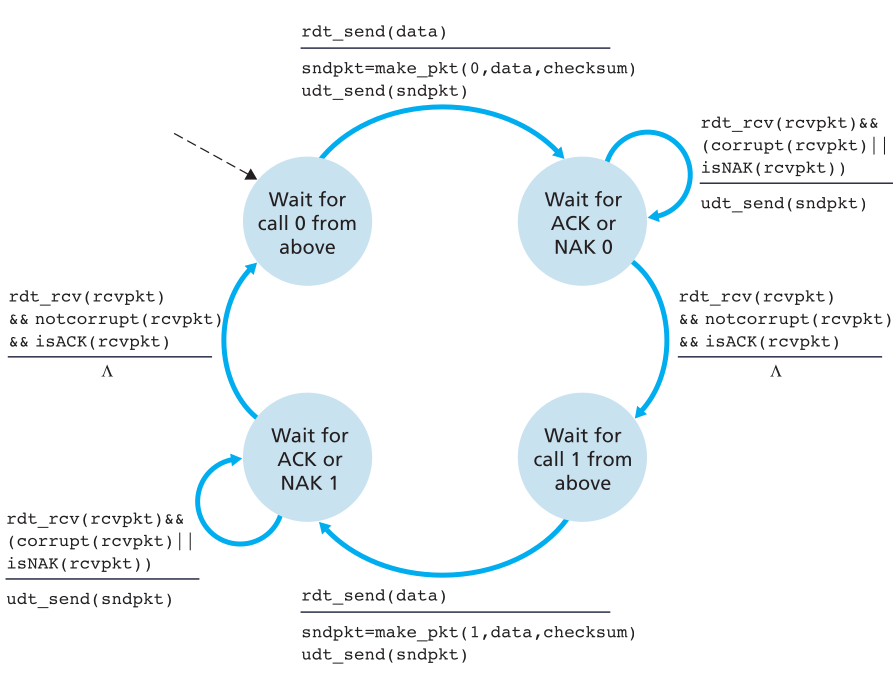 rdt_send(data)
sndpkt=make_pkt(0,data,checksum)
udt_send(sndpkt)
rdt_rcv(rcvpkt)&&
(corrupt(rcvpkt)||
isNAK(rcvpkt))
udt_send(sndpkt)
Wait for
call 0 from
above
Wait for
ACK or
NAK 0
rdt_rcv(rcvpkt)
&& notcorrupt(rcvpkt)
&& isACK(rcvpkt)
Λ
rdt_rcv(rcvpkt)
&& notcorrupt(rcvpkt)
&& isACK(rcvpkt)
Λ
Wait for
ACK or
NAK 1
Wait for
call 1 from
above
rdt_rcv(rcvpkt)&&
(corrupt(rcvpkt)||
isNAK(rcvpkt))
udt_send(sndpkt)
rdt_send(data)
sndpkt=make_pkt(1,data,checksum)
udt_send(sndpkt)